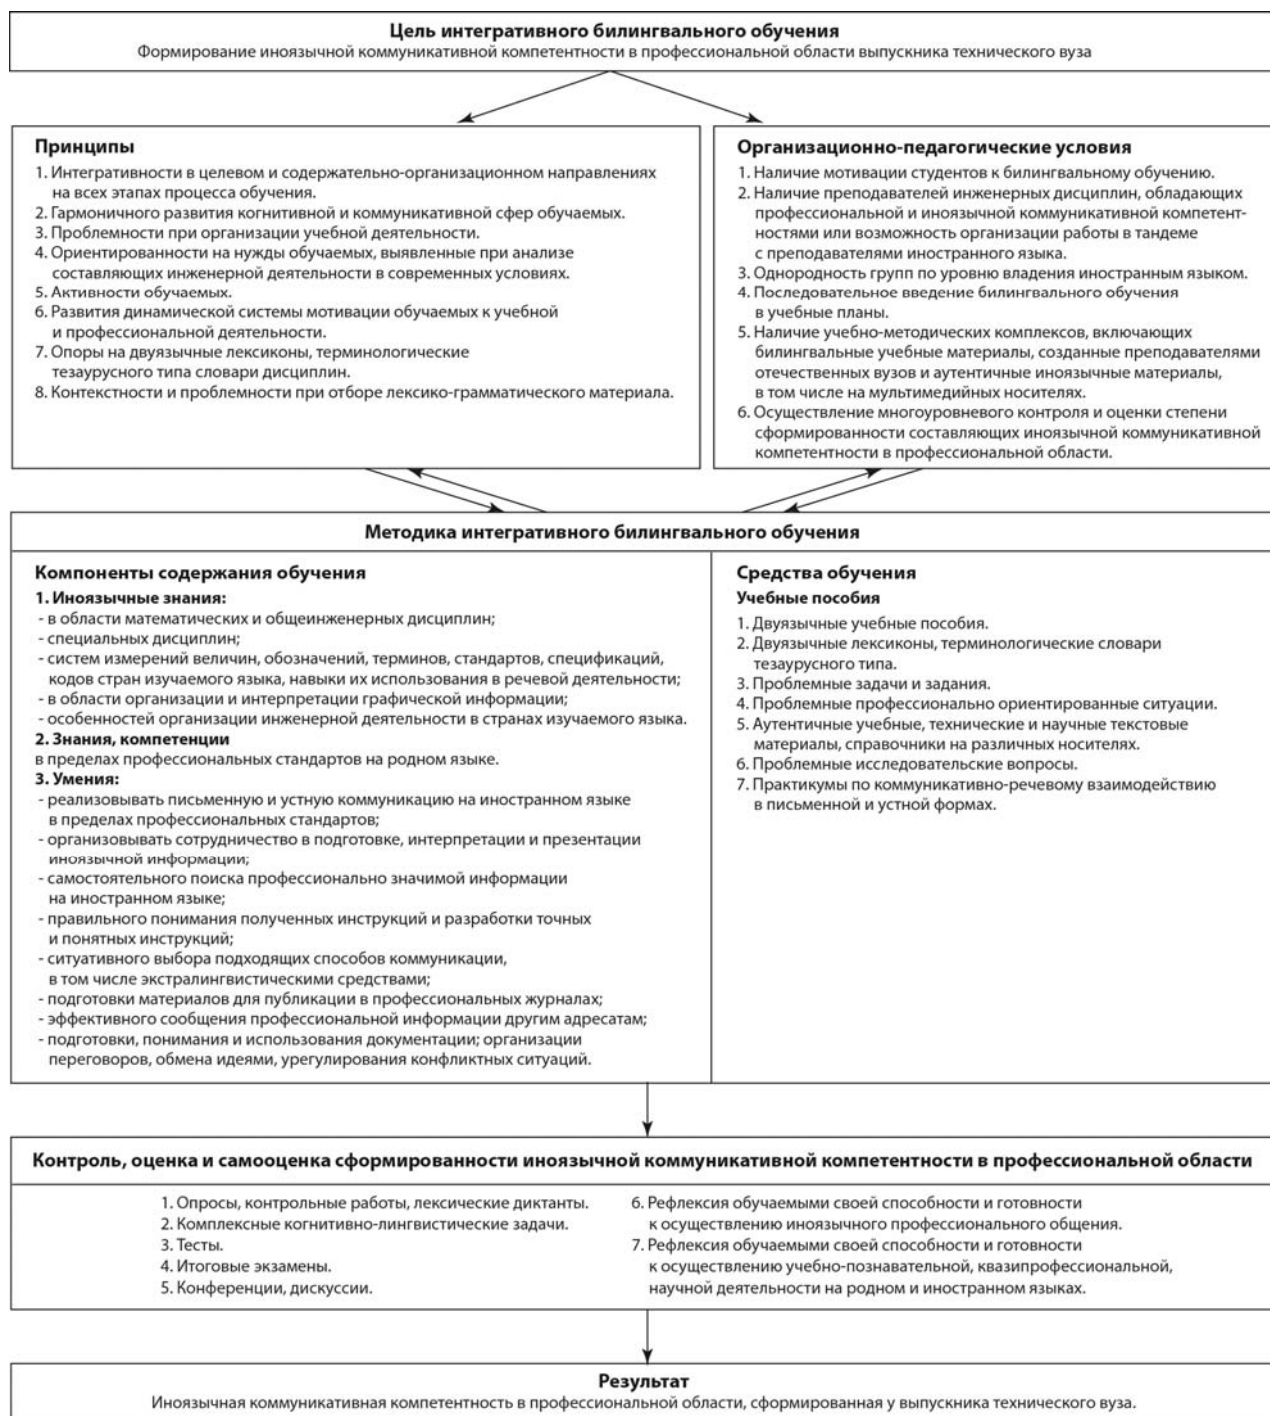 Цель интегративного билингвального обучения
Формирование иноязычной коммуникативной компетентности в профессиональной области выпускника технического вуза
Принципы
1. Интегративности в целевом и содержательно-организационном направлениях
на всех этапах процесса обучения.
2. Гармоничного развития когнитивной и коммуникативной сфер обучаемых.
3. Проблемности при организации учебной деятельности.
4. Ориентированности на нужды обучаемых, выявленные при анализе
составляющих инженерной деятельности в современных условиях.
5. Активности обучаемых.
6. Развития динамической системы мотивации обучаемых к учебной
и профессиональной деятельности.
7. Опоры на двуязычные лексиконы, терминологические
тезаурусного типа словари дисциплин.
8. Контекстности и проблемности при отборе лексико-грамматического материала.
Организационно-педагогические условия
1. Наличие мотивации студентов к билингвальному обучению.
2. Наличие преподавателей инженерных дисциплин, обладающих
профессиональной и иноязычной коммуникативной компетент-
ностями или возможность организации работы в тандеме
с преподавателями иностранного языка.
3. Однородность групп по уровню владения иностранным языком.
4. Последовательное введение билингвального обучения
в учебные планы.
5. Наличие учебно-методических комплексов, включающих
билингвальные учебные материалы, созданные преподавателями
отечественных вузов и аутентичные иноязычные материалы,
в том числе на мультимедийных носителях.
6. Осуществление многоуровневого контроля и оценки степени
сформированности составляющих иноязычной коммуникативной
компетентности в профессиональной области.
Методика интегративного билингвального обучения
Компоненты содержания обучения
1. Иноязычные знания:
- в области математических и общеинженерных дисциплин;
- специальных дисциплин;
- систем измерений величин, обозначений, терминов, стандартов, спецификаций,
кодов стран изучаемого языка, навыки их использования в речевой деятельности;
- в области организации и интерпретации графической информации;
- особенностей организации инженерной деятельности в странах изучаемого языка.
2. Знания, компетенции
в пределах профессиональных стандартов на родном языке.
3. Умения:
- реализовывать письменную и устную коммуникацию на иностранном языке
в пределах профессиональных стандартов;
- организовывать сотрудничество в подготовке, интерпретации и презентации
иноязычной информации;
- самостоятельного поиска профессионально значимой информации
на иностранном языке;
- правильного понимания полученных инструкций и разработки точных
и понятных инструкций;
- ситуативного выбора подходящих способов коммуникации,
в том числе экстралингвистическими средствами;
- подготовки материалов для публикации в профессиональных журналах;
- эффективного сообщения профессиональной информации другим адресатам;
- подготовки, понимания и использования документации; организации
переговоров, обмена идеями, урегулирования конфликтных ситуаций.
Средства обучения
Учебные пособия
1. Двуязычные учебные пособия.
2. Двуязычные лексиконы, терминологические словари
тезаурусного типа.
3. Проблемные задачи и задания.
4. Проблемные профессионально ориентированные ситуации.
5. Аутентичные учебные, технические и научные текстовые
материалы, справочники на различных носителях.
6. Проблемные исследовательские вопросы.
7. Практикумы по коммуникативно-речевому взаимодействию
в письменной и устной формах.
Контроль, оценка и самооценка сформированности иноязычной коммуникативной компетентности в профессиональной области
1. Опросы, контрольные работы, лексические диктанты.
2. Комплексные когнитивно-лингвистические задачи.
3. Тесты.
4. Итоговые экзамены.
5. Конференции, дискуссии.
6. Рефлексия обучаемыми своей способности и готовности
к осуществлению иноязычного профессионального общения.
7. Рефлексия обучаемыми своей способности и готовности
к осуществлению учебно-познавательной, квазипрофессиональной,
научной деятельности на родном и иностранном языках.
Результат
Иноязычная коммуникативная компетентность в профессиональной области, сформированная у выпускника технического вуза.